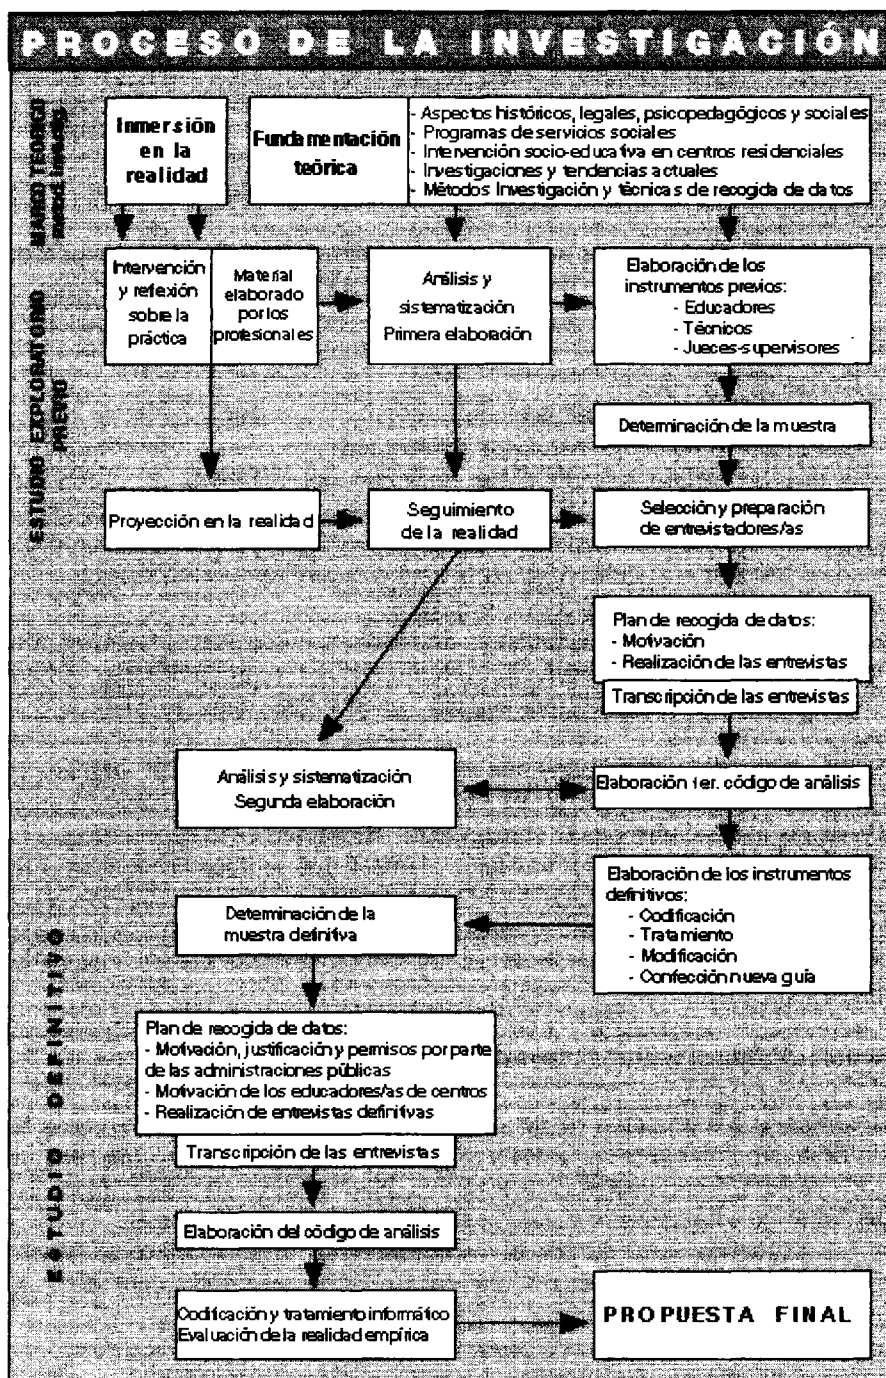 PROCESO DE LA INVESTIGACIÓN
MARCO TEÓRICO
Inmersión
en la
realidad
Fundamentación
teórica
- Aspectos históricos, legales, psicopedagógicos y sociales
- Programas de servicios sociales
- Intervención socio-educativa en centros residenciales
- Investigaciones y tendencias actuales
- Métodos Investigación y técnicas de recogida de datos
ESTUDIO EXPLORATORIO
PREVIO
Intervención
y reflexión
sobre la
práctica
Material
elaborado
por los
profesionales
Análisis y
sistematización
Primera elaboración
Elaboración de los
instrumentos previos:
- Educadores
- Técnicos
- Jueces-supervisores
Determinación de la muestra
Proyección en la realidad
Seguimiento
de la realidad
Selección y preparación
de entrevistadores/as
Plan de recogida de datos:
- Motivación
- Realización de las entrevistas
Transcripción de las entrevistas
Análisis y sistematización
Segunda elaboración
Elaboración 1er. código de análisis
ESTUDIO DEFINITIVO
Elaboración de los instrumentos
definitivos:
- Codificación
- Tratamiento
- Modificación
- Confección nueva guía
Determinación de la
muestra definitiva
Plan de recogida de datos:
- Motivación, justificación y permisos por parte
de las administraciones públicas
- Motivación de los educadores/as de centros
- Realización de entrevistas definitivas
Transcripción de las entrevistas
Elaboración del código de análisis
Codificación y tratamiento informático
Evaluación de la realidad empírica
PROPUESTA FINAL